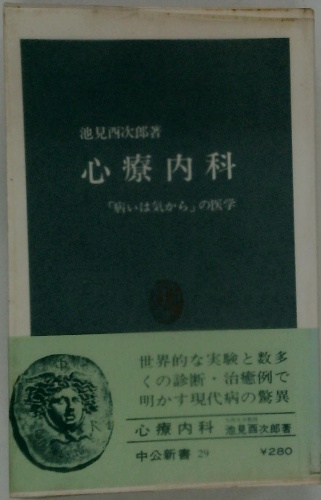 池見酉次郎著
心療内科
「病いは気から」の医学
世界的な実験と数多
くの診断・治癒例で
明かす現代病の驚異
心療内科 池見酉次郎著
中公新書 29 ¥280